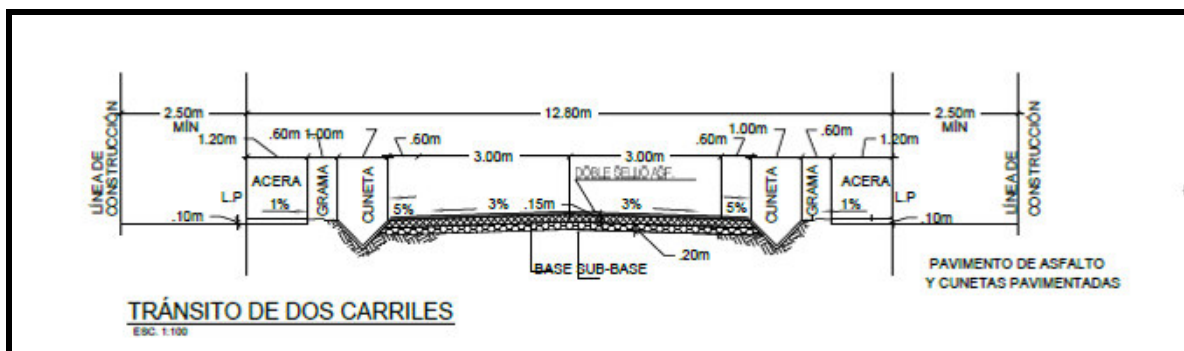 2.50m 12.80m 2.50m
MÍN MÍN
LÍNEA DE
CONSTRUCCIÓN
1.20m .60m 1.00m .60m 3.00m 3.00m .60m 1.00m .60m 1.20m
LÍNEA DE
CONSTRUCCIÓN
DOBLE SELLO ASF.
ACERA GRAMA CUNETA CUNETA GRAMA ACERA
L.P L.P
1% 5% 3% .15m 3% 5% 1%
.10m .10m
.20m
BASE SUB-BASE
PAVIMENTO DE ASFALTO
Y CUNETAS PAVIMENTADAS
TRÁNSITO DE DOS CARRILES
ESC. 1:100